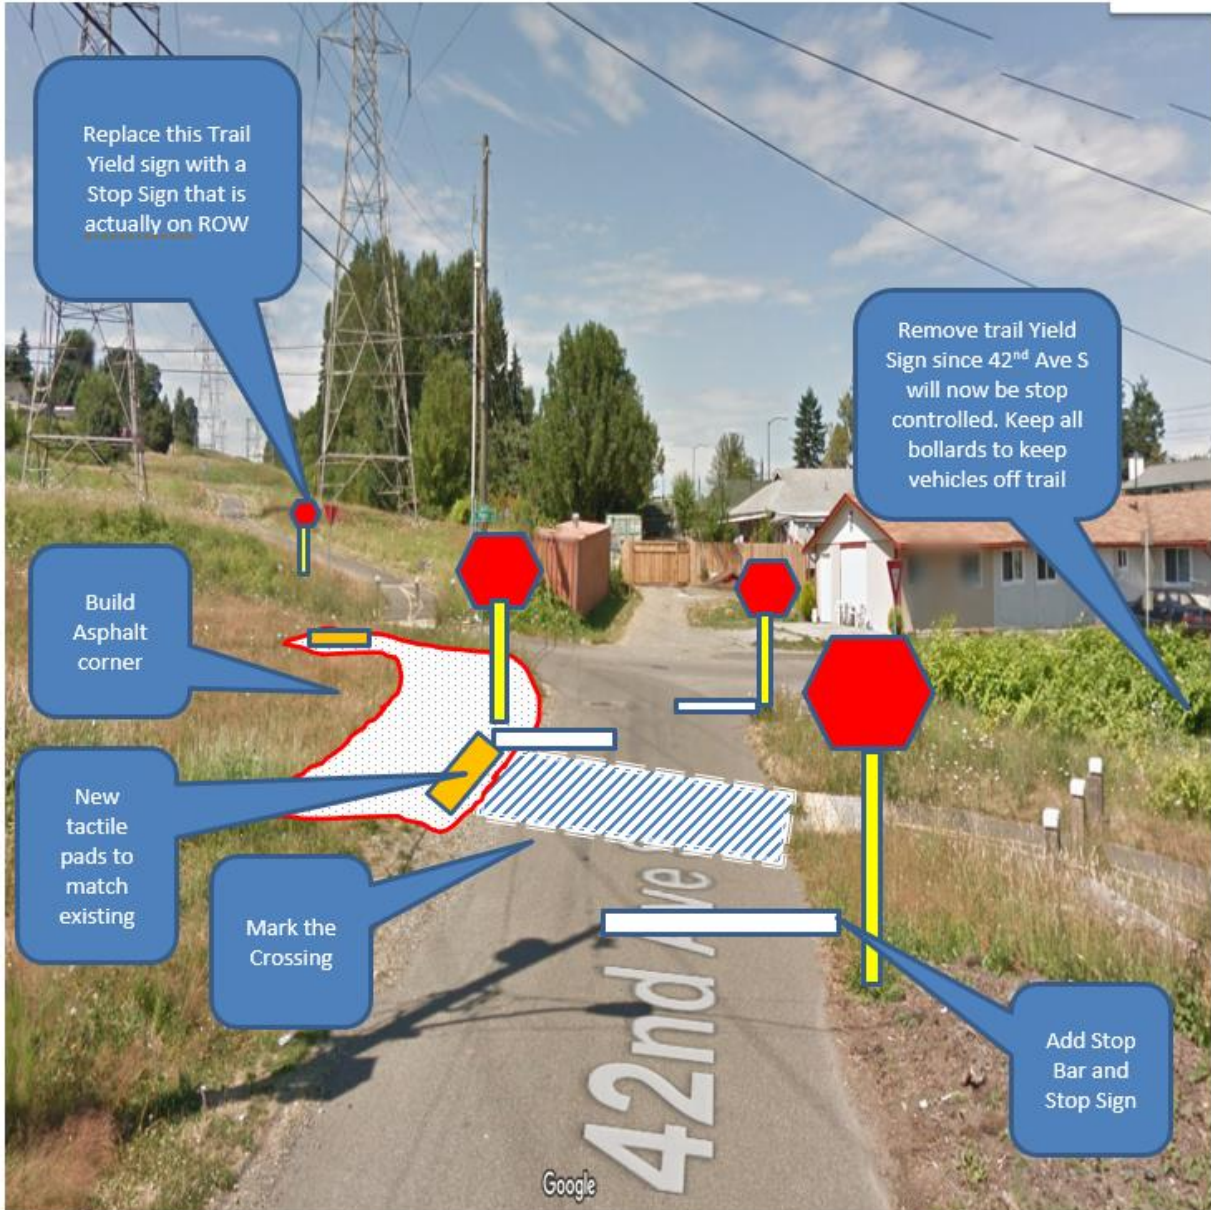 Replace this Trail
Yield sign with a
Stop Sign that is
actually on ROW
Remove trail Yield
Sign since 42nd Ave S
will now be stop
controlled. Keep all
bollards to keep
vehicles off trail
Build
Asphalt
corner
New
tactile
pads to
match
existing
Mark the
Crossing
Add Stop
Bar and
Stop Sign
42nd Ave
Google